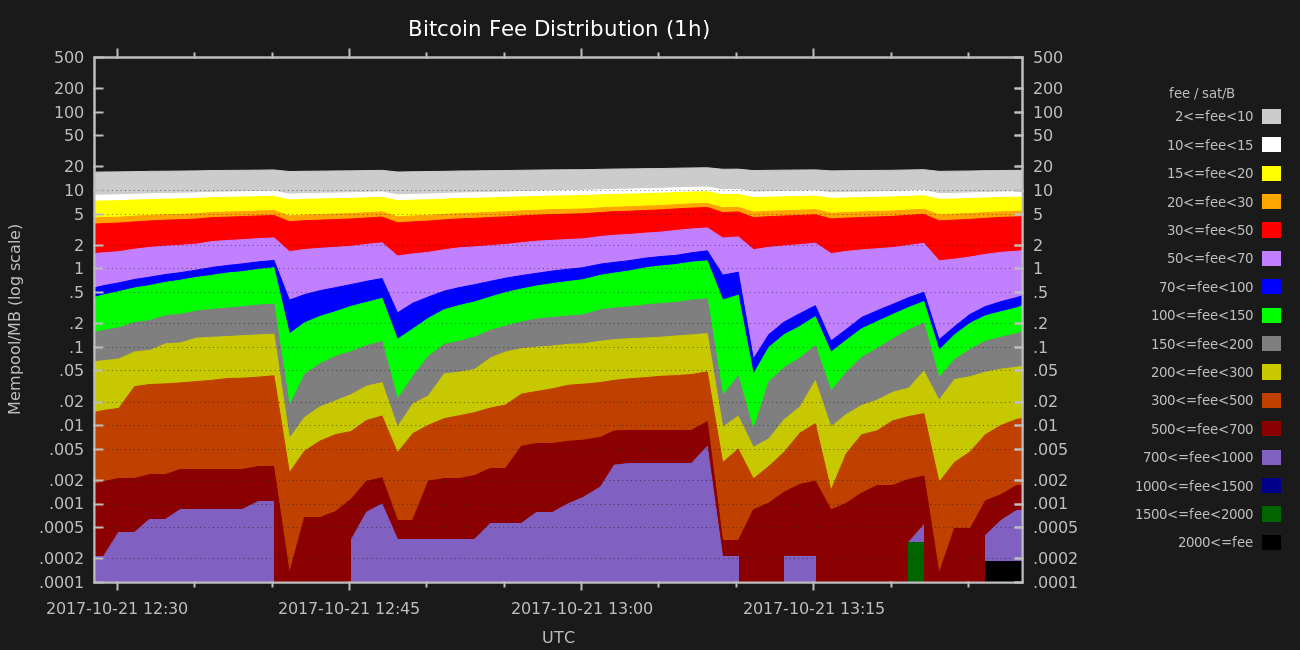 Bitcoin Fee Distribution (1h)
Mempool/MB (log scale)
500
200
100
50
20
10
5
2
1
.5
.2
.1
.05
.02
.01
.005
.002
.001
.0005
.0002
.0001
500
200
100
50
20
10
5
2
1
.5
.2
.1
.05
.02
.01
.005
.002
.001
.0005
.0002
.0001
2017-10-21 12:30
2017-10-21 12:45
2017-10-21 13:00
2017-10-21 13:15
UTC
fee / sat/B
2<=fee<10
10<=fee<15
15<=fee<20
20<=fee<30
30<=fee<50
50<=fee<70
70<=fee<100
100<=fee<150
150<=fee<200
200<=fee<300
300<=fee<500
500<=fee<700
700<=fee<1000
1000<=fee<1500
1500<=fee<2000
2000<=fee